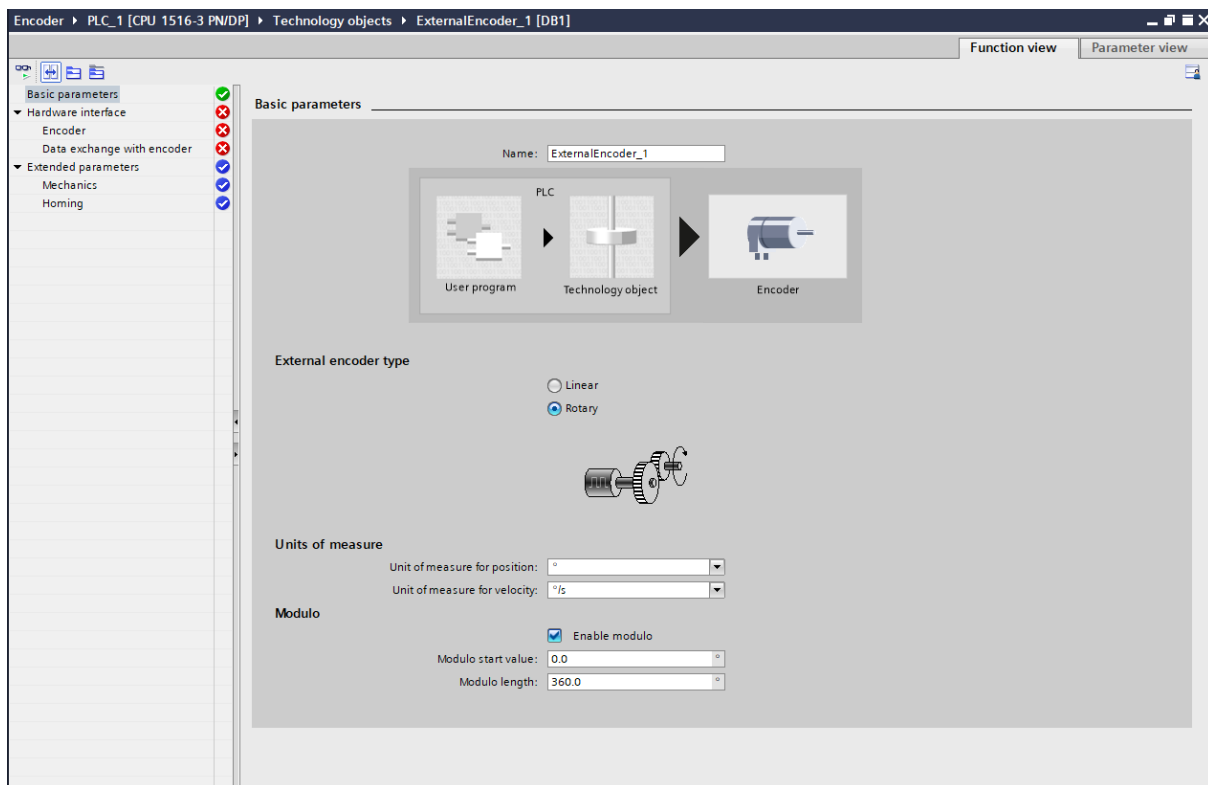 Encoder ▸ PLC_1 [CPU 1516-3 PN/DP] ▸ Technology objects ▸ ExternalEncoder_1 [DB1]
Function view
Parameter view
Basic parameters
Hardware interface
Encoder
Data exchange with encoder
Extended parameters
Mechanics
Homing
Basic parameters
Name: ExternalEncoder_1
PLC
User program
Technology object
Encoder
External encoder type
Linear
Rotary
Units of measure
Unit of measure for position: °
Unit of measure for velocity: °/s
Modulo
Enable modulo
Modulo start value: 0.0 °
Modulo length: 360.0 °